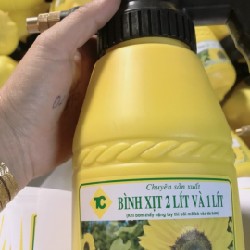 Chuyên sản xuất
TC
BÌNH XỊT 2 LÍT VÀ 1 LÍT